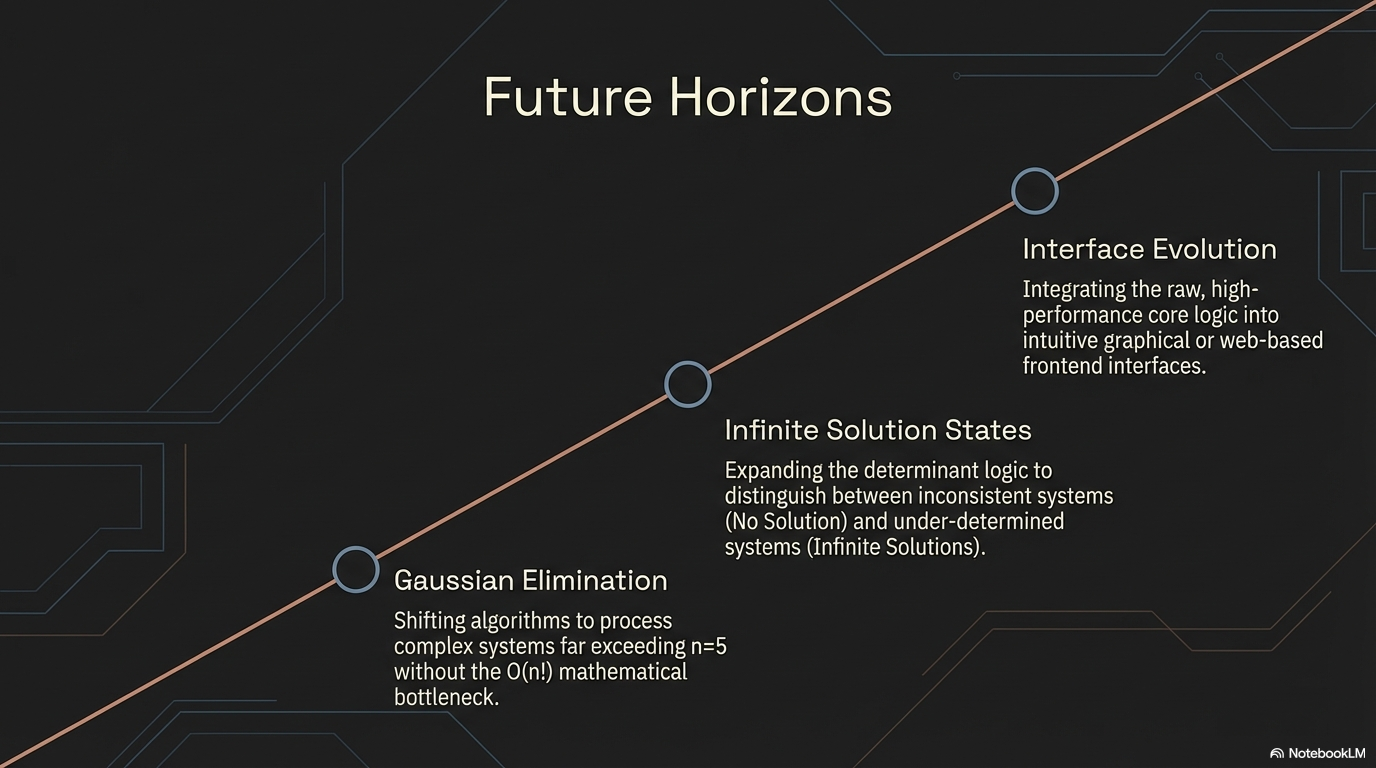 Future Horizons
Interface Evolution
Integrating the raw, high-
performance core logic into
intuitive graphical or web-based
frontend interfaces.
Infinite Solution States
Expanding the determinant logic to
distinguish between inconsistent systems
(No Solution) and under-determined
systems (Infinite Solutions).
Gaussian Elimination
Shifting algorithms to process
complex systems far exceeding n=5
without the O(n!) mathematical
bottleneck.
NotebookLM